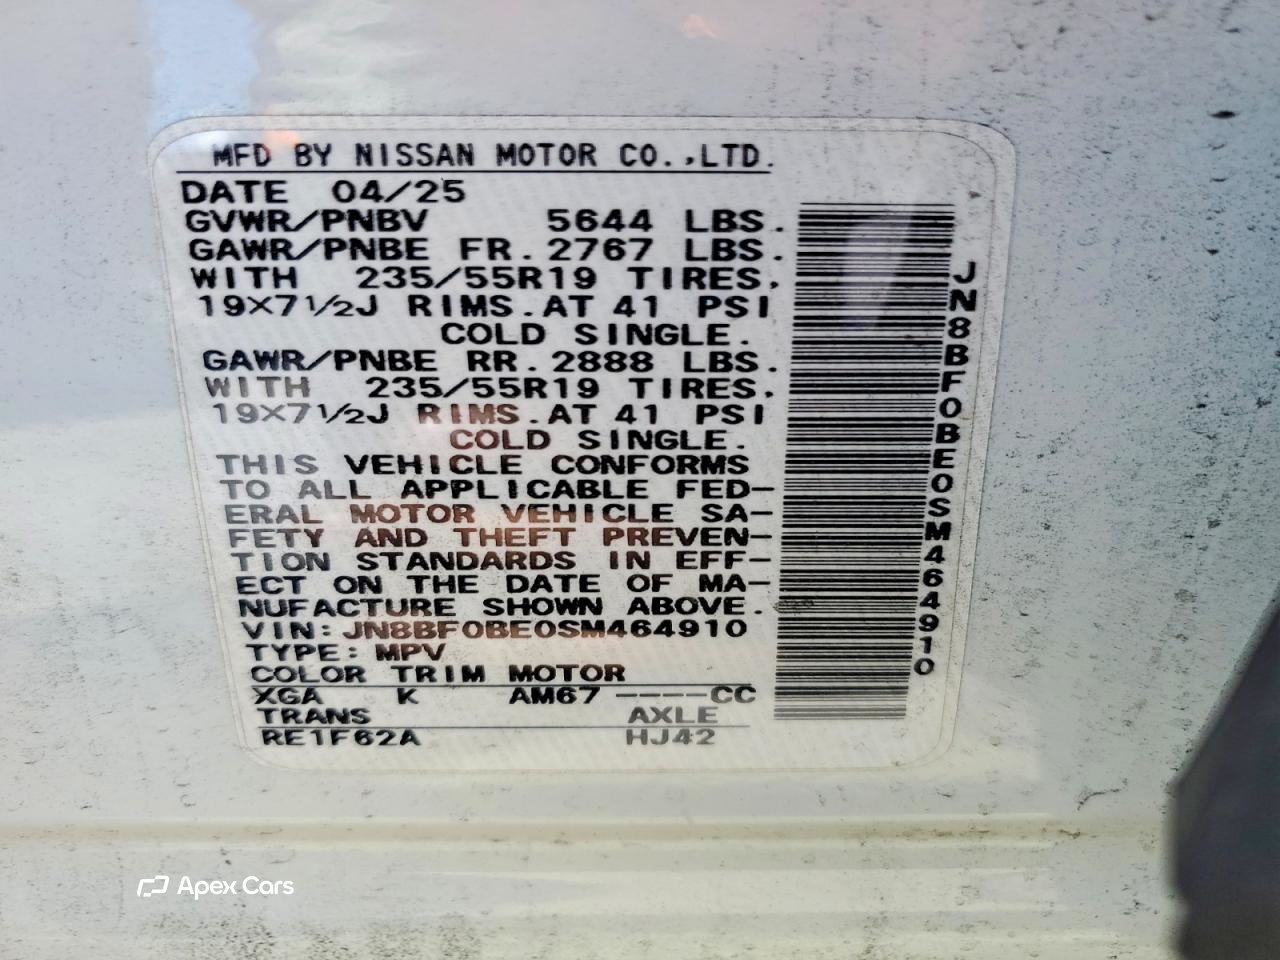 MFD BY NISSAN MOTOR CO.,LTD.
DATE 04/25
GVWR/PNBV 5644 LBS.
GAWR/PNBE FR. 2767 LBS.
WITH 235/55R19 TIRES,
19X7½J RIMS.AT 41 PSI
COLD SINGLE.
GAWR/PNBE RR. 2888 LBS.
WITH 235/55R19 TIRES.
19X7½J RIMS.AT 41 PSI
COLD SINGLE.
THIS VEHICLE CONFORMS
TO ALL APPLICABLE FED-
ERAL MOTOR VEHICLE SA-
FETY AND THEFT PREVEN-
TION STANDARDS IN EFF-
ECT ON THE DATE OF MA-
NUFACTURE SHOWN ABOVE.
VIN: JN8BF0BE0SM464910
TYPE: MPV
COLOR TRIM MOTOR
XGA K AM67 ----CC
TRANS AXLE
RE1F62A HJ42
JN8BF0BE0SM464910
Apex Cars